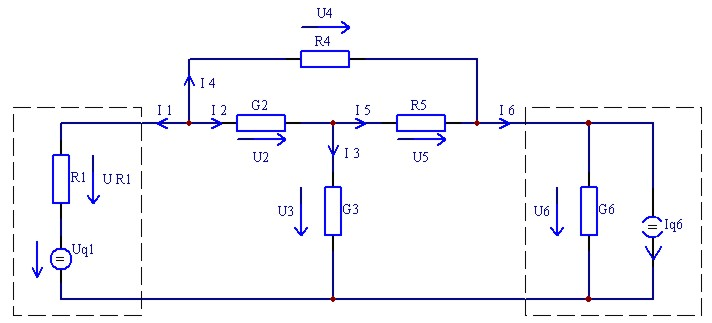 U4
R4
I 4
I 1
I 2
G2
I 5
R5
I 6
U2
I 3
U5
R1
U R1
U3
G3
U6
G6
Iq6
Uq1
=
=